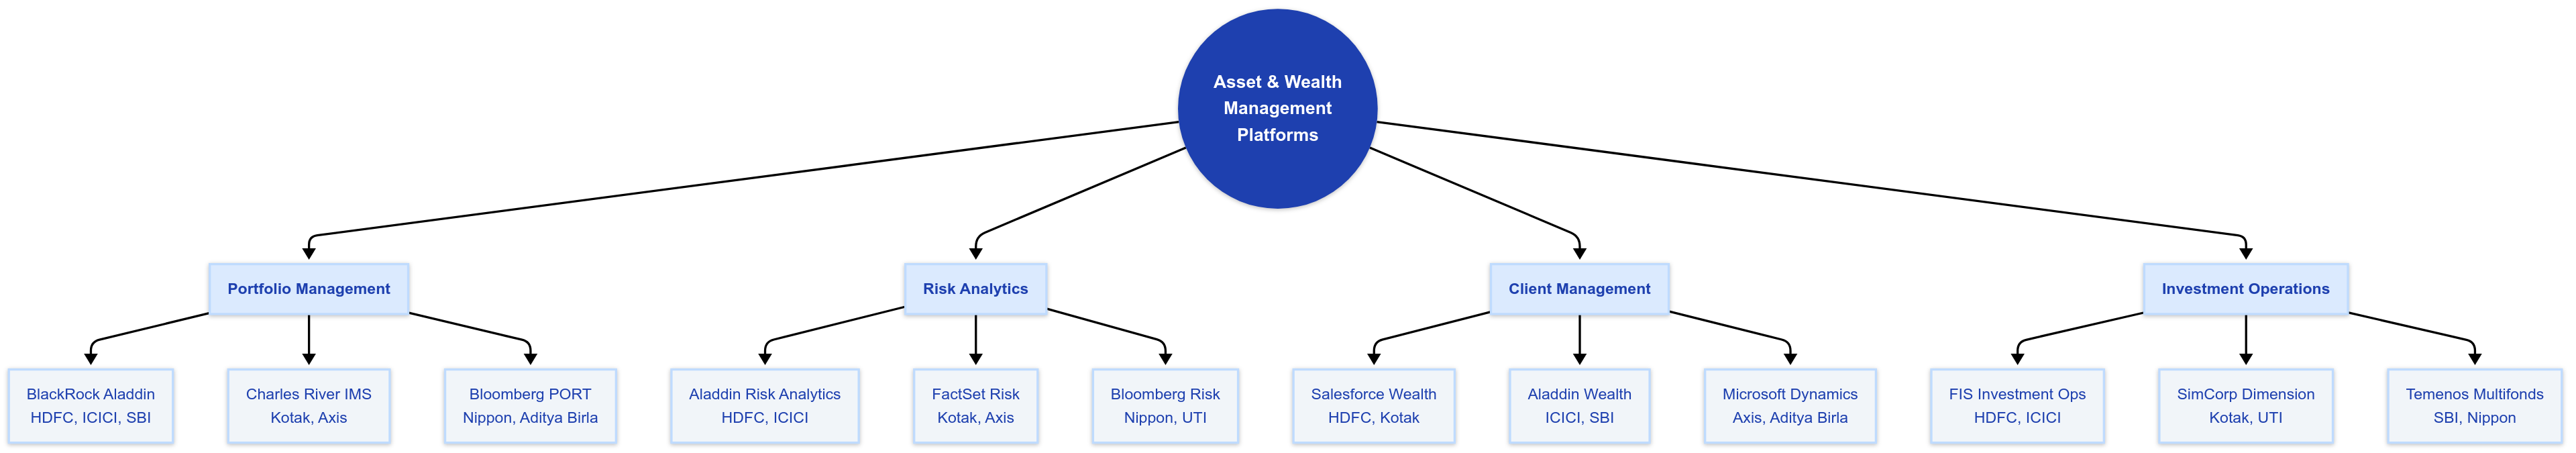 Asset & Wealth
Management
Platforms
Portfolio Management
Risk Analytics
Client Management
Investment Operations
BlackRock Aladdin
HDFC, ICICI, SBI
Charles River IMS
Kotak, Axis
Bloomberg PORT
Nippon, Aditya Birla
Aladdin Risk Analytics
HDFC, ICICI
FactSet Risk
Kotak, Axis
Bloomberg Risk
Nippon, UTI
Salesforce Wealth
HDFC, Kotak
Aladdin Wealth
ICICI, SBI
Microsoft Dynamics
Axis, Aditya Birla
FIS Investment Ops
HDFC, ICICI
SimCorp Dimension
Kotak, UTI
Temenos Multifonds
SBI, Nippon